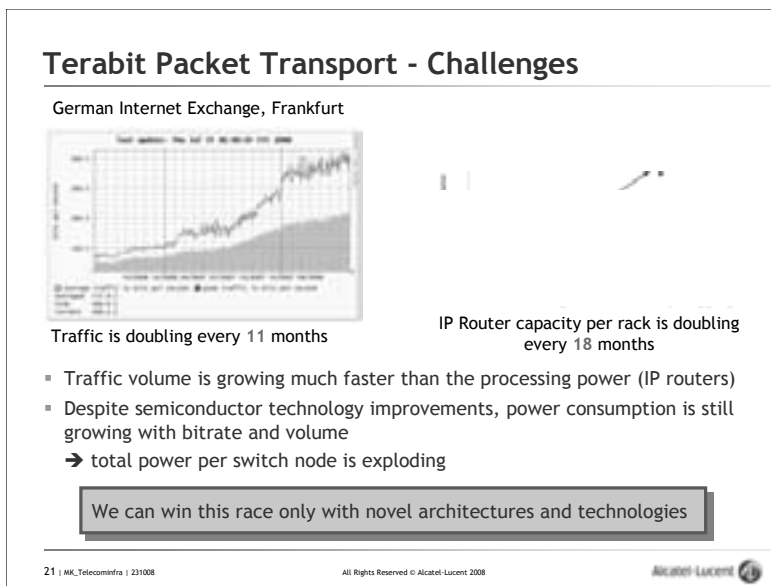 Terabit Packet Transport - Challenges
German Internet Exchange, Frankfurt
Traffic is doubling every 11 months
IP Router capacity per rack is doubling
every 18 months
Traffic volume is growing much faster than the processing power (IP routers)
Despite semiconductor technology improvements, power consumption is still
growing with bitrate and volume
➔ total power per switch node is exploding
We can win this race only with novel architectures and technologies
21 | MK_Telecominfra | 231008
All Rights Reserved © Alcatel-Lucent 2008
Alcatel-Lucent